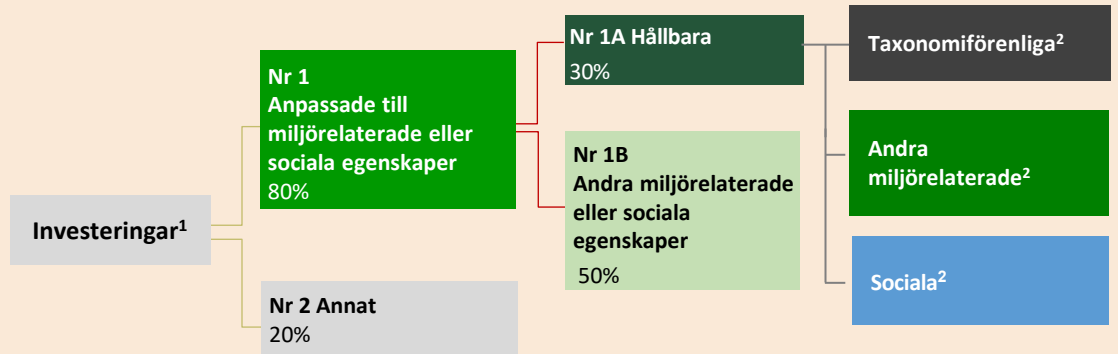 Investeringar¹
Nr 1
Anpassade till
miljörelaterade eller
sociala egenskaper
80%
Nr 2 Annat
20%
Nr 1A Hållbara
30%
Nr 1B
Andra miljörelaterade
eller sociala
egenskaper
50%
Taxonomiförenliga²
Andra
miljörelaterade²
Sociala²